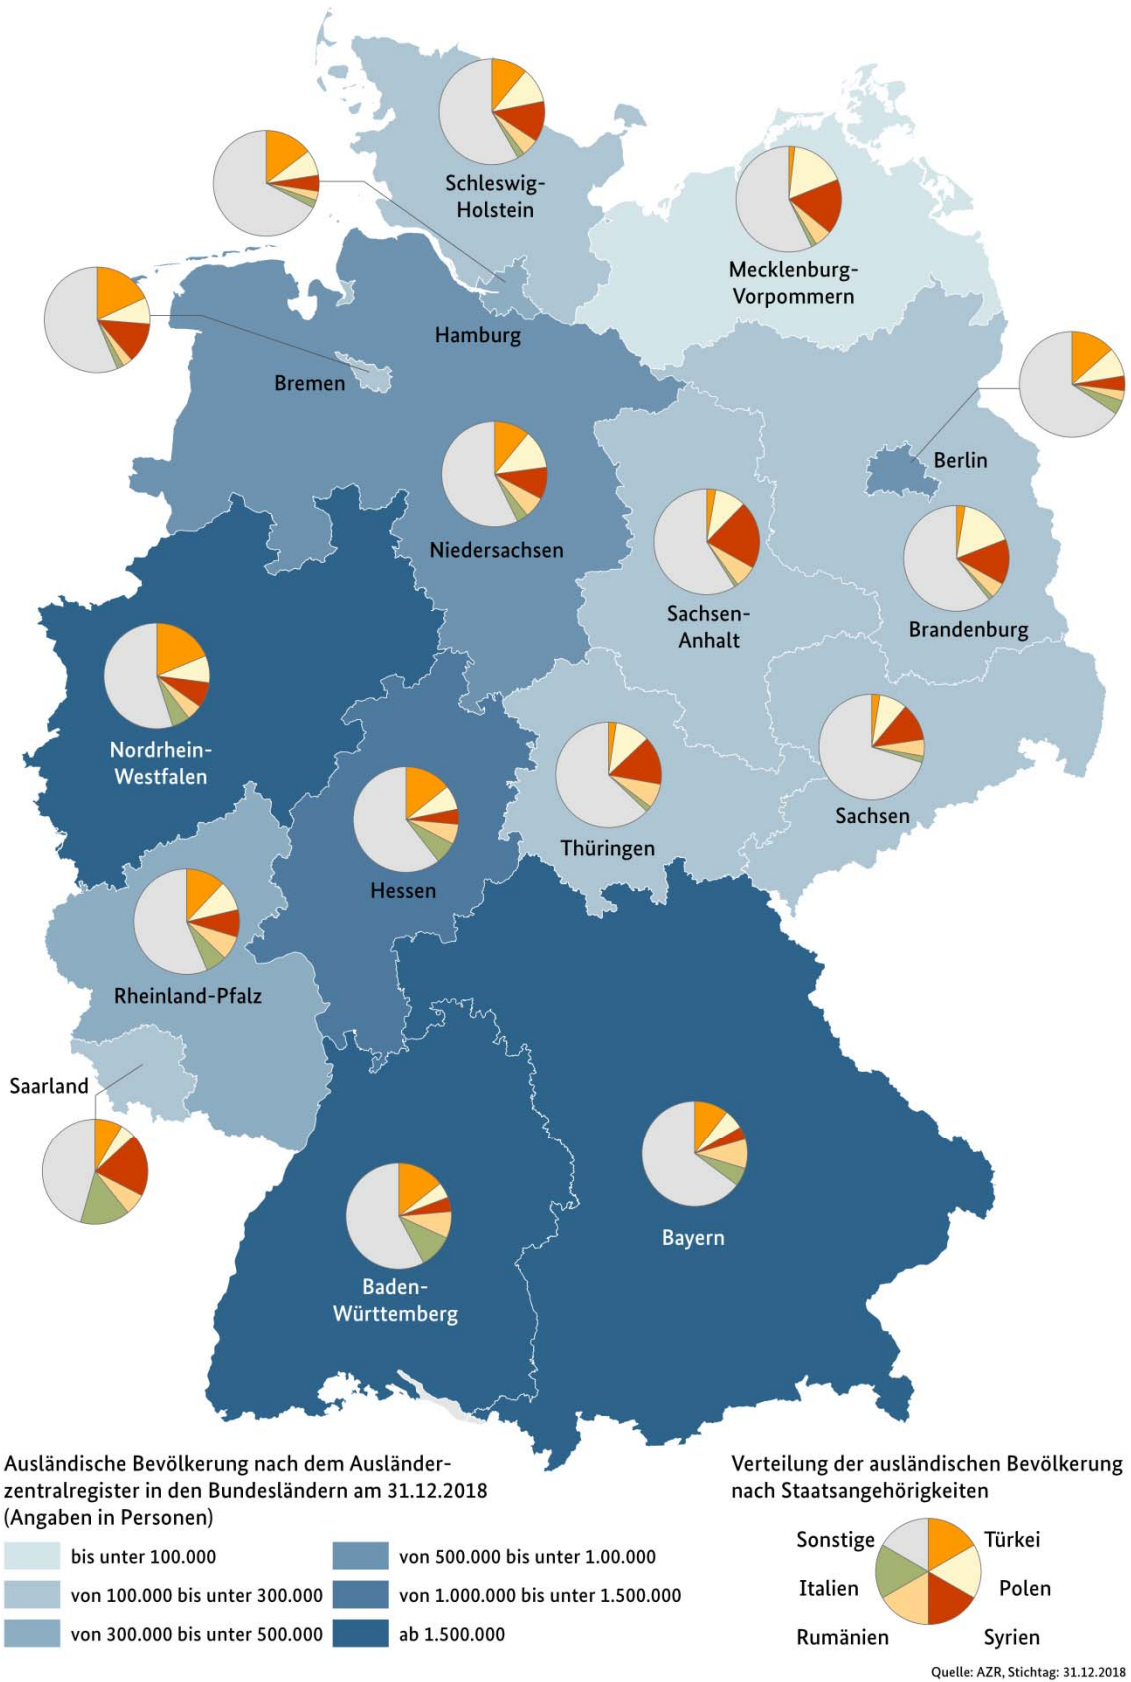 Schleswig-
Holstein
Mecklenburg-
Vorpommern
Hamburg
Bremen
Berlin
Niedersachsen
Sachsen-
Anhalt
Brandenburg
Nordrhein-
Westfalen
Sachsen
Thüringen
Hessen
Rheinland-Pfalz
Saarland
Bayern
Baden-
Württemberg
Ausländische Bevölkerung nach dem Ausländer-
zentralregister in den Bundesländern am 31.12.2018
(Angaben in Personen)
bis unter 100.000
von 100.000 bis unter 300.000
von 300.000 bis unter 500.000
von 500.000 bis unter 1.00.000
von 1.000.000 bis unter 1.500.000
ab 1.500.000
Verteilung der ausländischen Bevölkerung
nach Staatsangehörigkeiten
Sonstige
Türkei
Italien
Polen
Rumänien
Syrien
Quelle: AZR, Stichtag: 31.12.2018